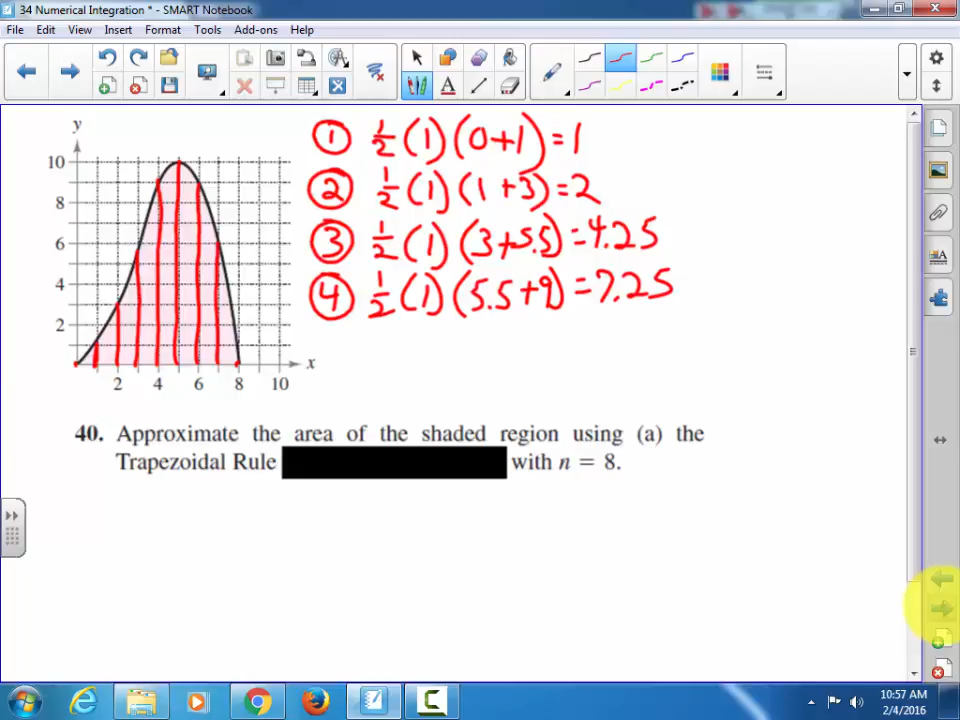 34 Numerical Integration * - SMART Notebook
File Edit View Insert Format Tools Add-ons Help
y
10
8
6
4
2
2 4 6 8 10 x
① ½ (1) (0+1) = 1
② ½ (1) (1+3) = 2
③ ½ (1) (3+5.5) = 4.25
④ ½ (1) (5.5+9) = 7.25
40. Approximate the area of the shaded region using (a) the
Trapezoidal Rule with n = 8.
10:57 AM
2/4/2016